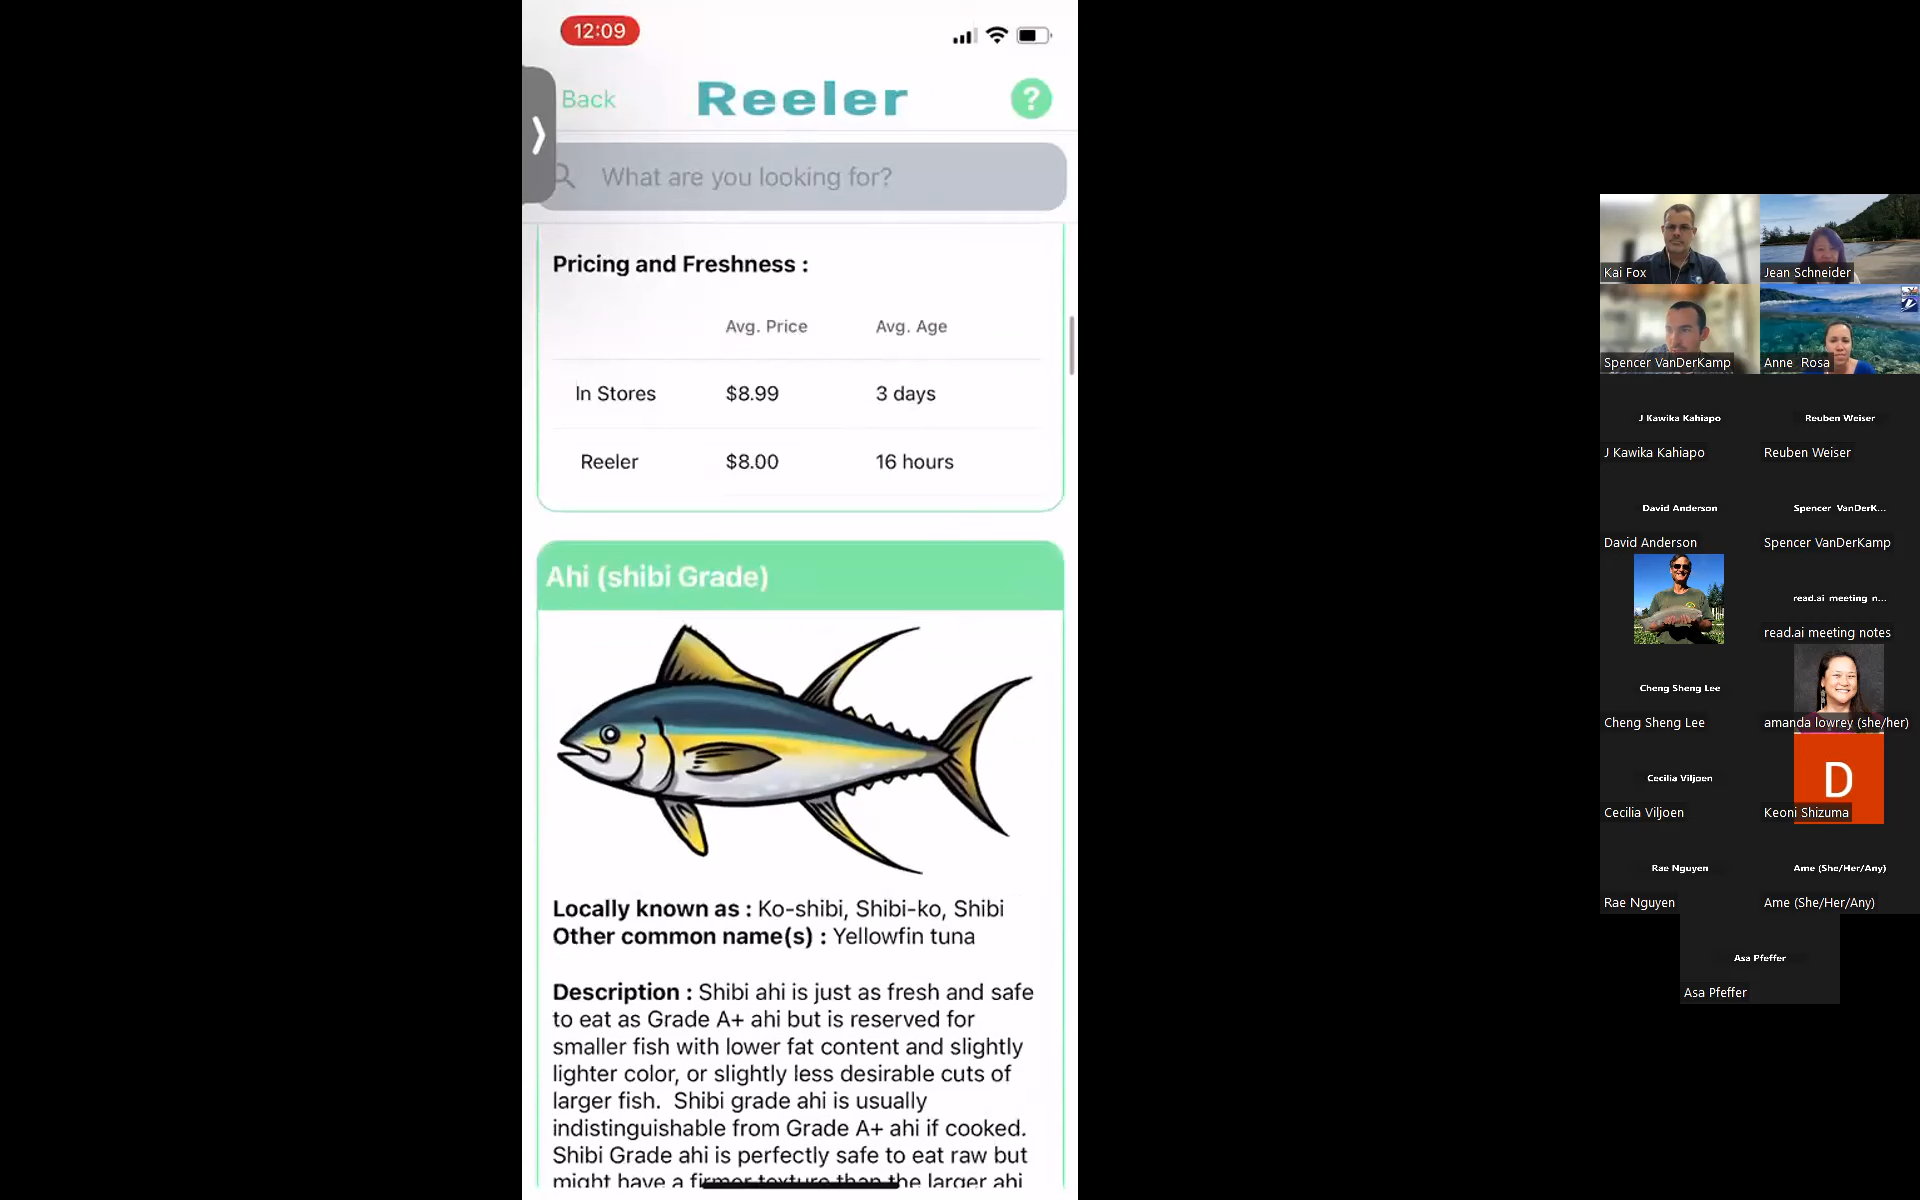 12:09
Back
Reeler
?
What are you looking for?
Pricing and Freshness :
Avg. Price Avg. Age
In Stores $8.99 3 days
Reeler $8.00 16 hours
Ahi (shibi Grade)
Locally known as : Ko-shibi, Shibi-ko, Shibi
Other common name(s) : Yellowfin tuna
Description : Shibi ahi is just as fresh and safe
to eat as Grade A+ ahi but is reserved for
smaller fish with lower fat content and slightly
lighter color, or slightly less desirable cuts of
larger fish. Shibi grade ahi is usually
indistinguishable from Grade A+ ahi if cooked.
Shibi Grade ahi is perfectly safe to eat raw but
might have a firmer texture than the larger ahi
Kai Fox
Jean Schneider
Spencer VanDerKamp
Anne Rosa
J Kawika Kahiapo
J Kawika Kahiapo
Reuben Weiser
Reuben Weiser
David Anderson
David Anderson
Spencer VanDerK...
Spencer VanDerKamp
read.ai meeting n...
read.ai meeting notes
Cheng Sheng Lee
Cheng Sheng Lee
amanda lowrey (she/her)
Cecilia Viljoen
Cecilia Viljoen
D
Keoni Shizuma
Rae Nguyen
Rae Nguyen
Ame (She/Her/Any)
Ame (She/Her/Any)
Asa Pfeffer
Asa Pfeffer